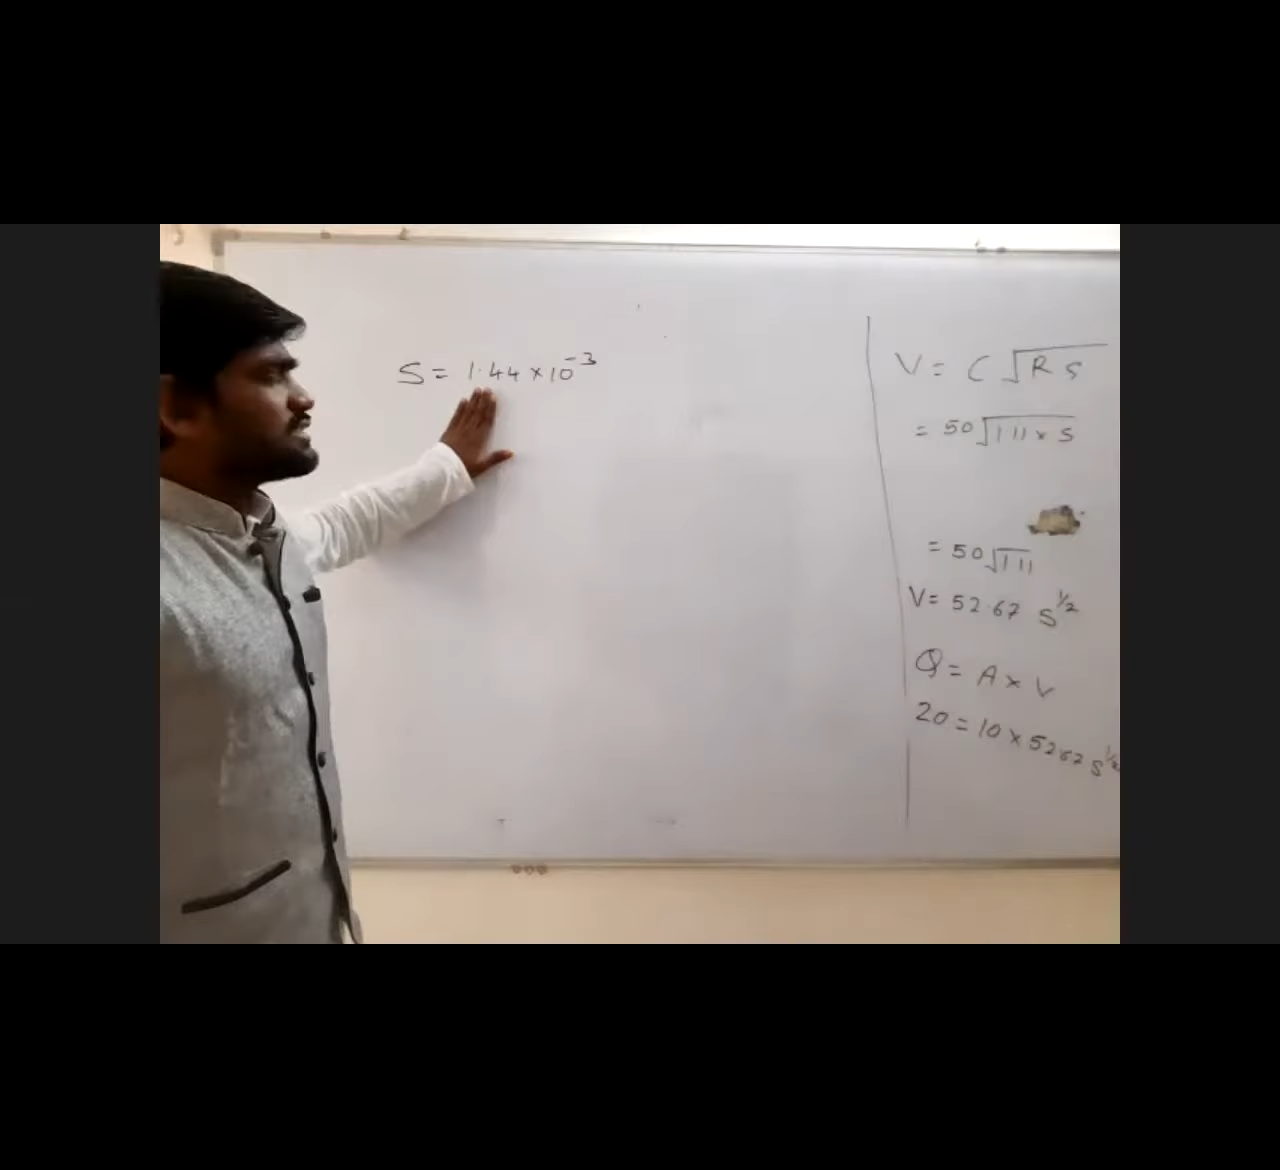 S = 1.44 × 10⁻³
V = C √RS
= 50 √1.11 × S
= 50 √1.11
V = 52.67 S^1/2
Q = A × V
20 = 10 × 52.67 S^1/2